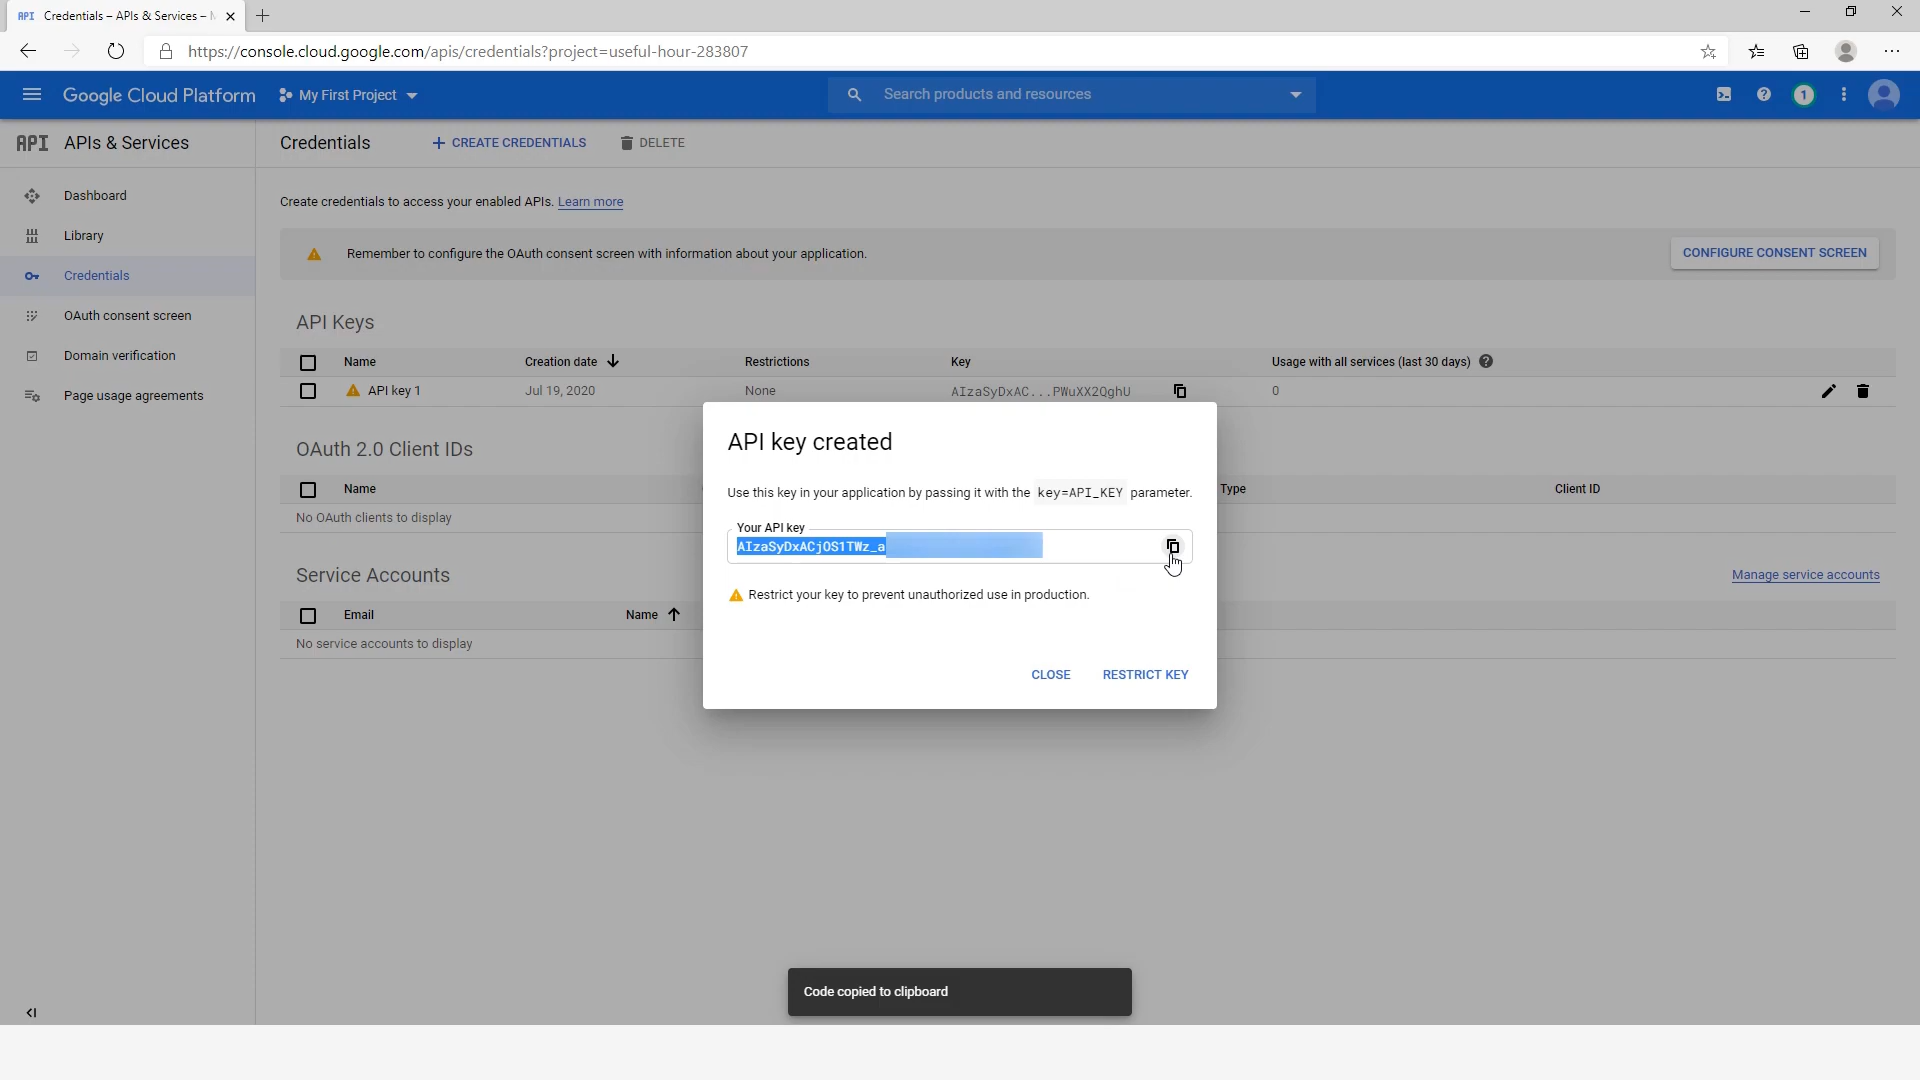 API Credentials – APIs & Services – M
https://console.cloud.google.com/apis/credentials?project=useful-hour-283807
Google Cloud Platform My First Project Search products and resources 1
API APIs & Services Credentials + CREATE CREDENTIALS DELETE
Dashboard
Create credentials to access your enabled APIs. Learn more
Library
Remember to configure the OAuth consent screen with information about your application. CONFIGURE CONSENT SCREEN
Credentials
OAuth consent screen
API Keys
Domain verification
Name Creation date Restrictions Key Usage with all services (last 30 days)
Page usage agreements
API key 1 Jul 19, 2020 None AIzaSyDxAC...PWuXX2QghU 0
API key created
OAuth 2.0 Client IDs
Name Type Client ID
Use this key in your application by passing it with the key=API_KEY parameter.
No OAuth clients to display
Your API key
AIzaSyDxACjOS1TWz_a
Service Accounts Manage service accounts
Restrict your key to prevent unauthorized use in production.
Email Name
No service accounts to display
CLOSE RESTRICT KEY
Code copied to clipboard